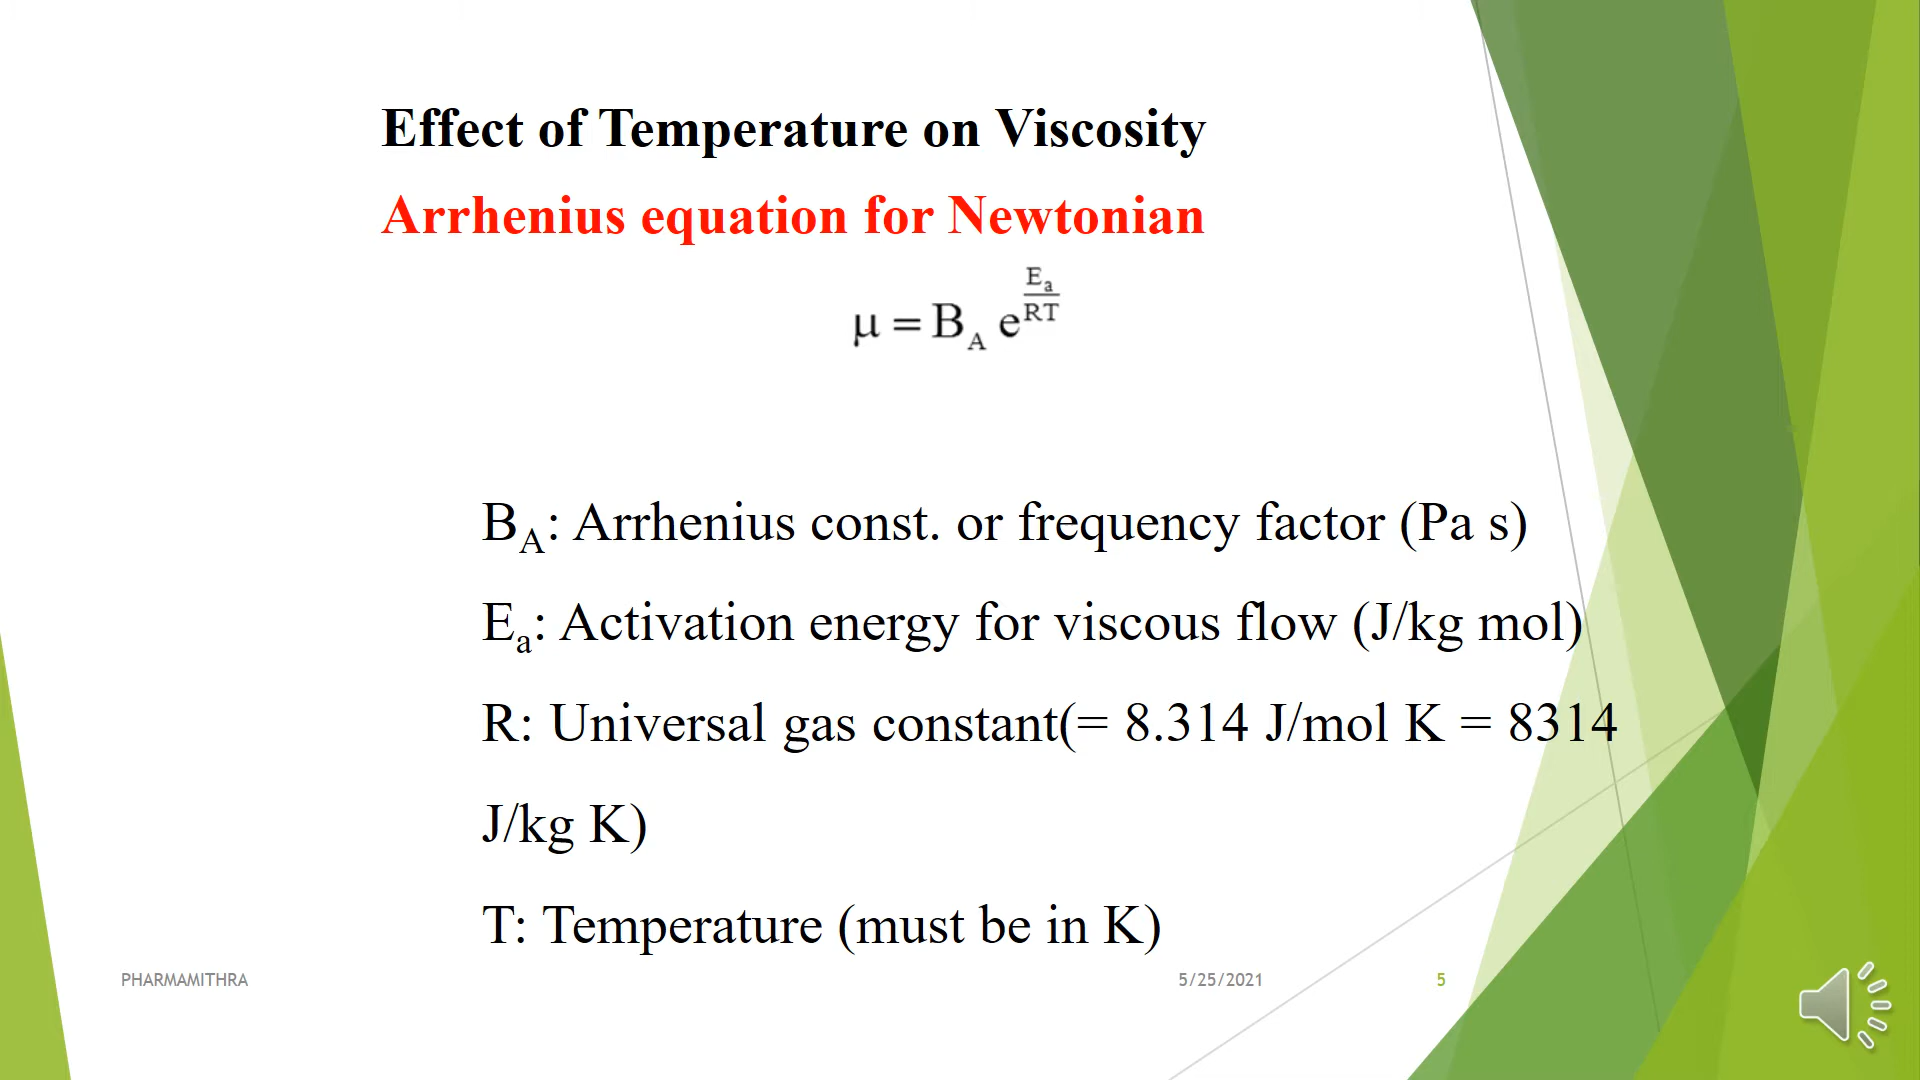 Effect of Temperature on Viscosity
Arrhenius equation for Newtonian
μ = B_A e^(E_a/RT)
B_A: Arrhenius const. or frequency factor (Pa s)
E_a: Activation energy for viscous flow (J/kg mol)
R: Universal gas constant(= 8.314 J/mol K = 8314
J/kg K)
T: Temperature (must be in K)
PHARMAMITHRA 5/25/2021 5